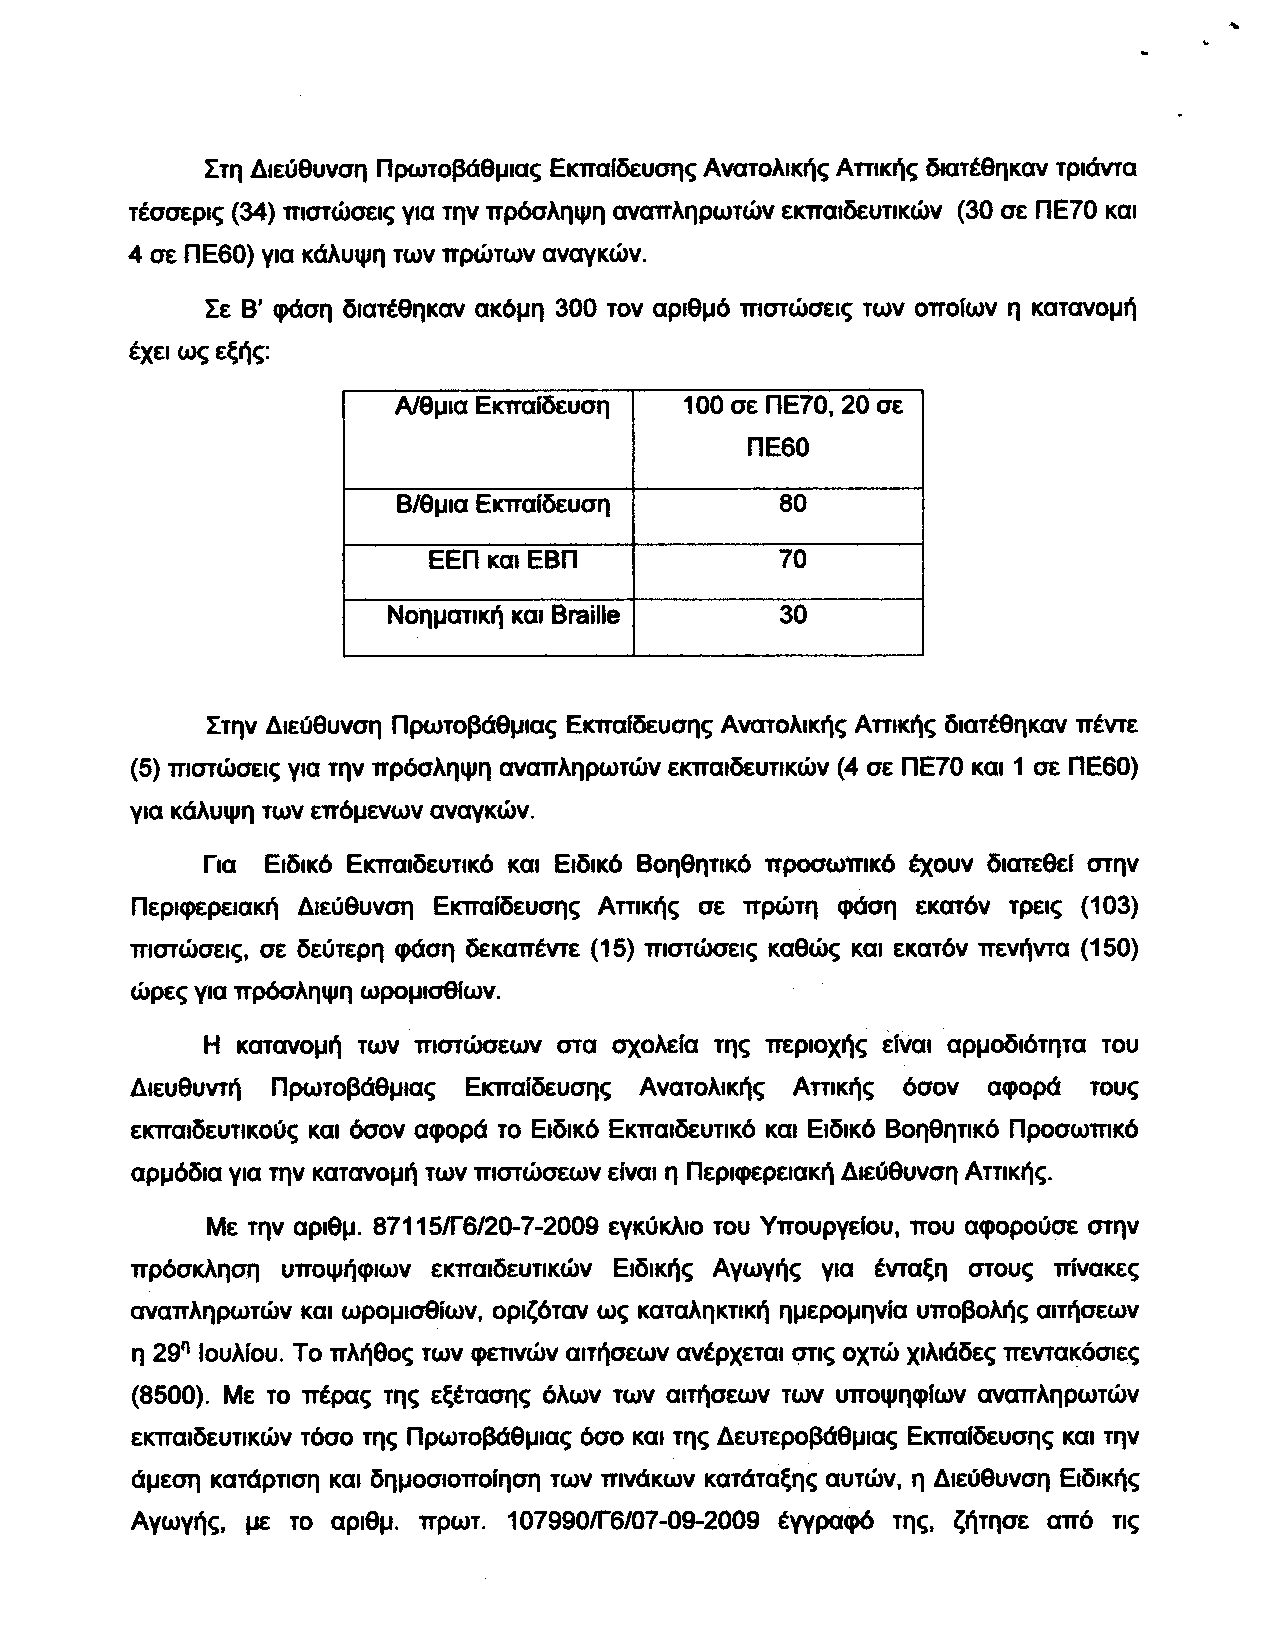 Στη Διεύθυνση Πρωτοβάθμιας Εκπαίδευσης Ανατολικής Αττικής διατέθηκαν τριάντα
τέσσερις (34) πιστώσεις για την πρόσληψη αναπληρωτών εκπαιδευτικών (30 σε ΠΕ70 και
4 σε ΠΕ60) για κάλυψη των πρώτων αναγκών.
Σε Β' φάση διατέθηκαν ακόμη 300 τον αριθμό πιστώσεις των οποίων η κατανομή
έχει ως εξής:
Α/θμια Εκπαίδευση 100 σε ΠΕ70, 20 σε
ΠΕ60
Β/θμια Εκπαίδευση 80
ΕΕΠ και ΕΒΠ 70
Νοηματική και Braille 30
Στην Διεύθυνση Πρωτοβάθμιας Εκπαίδευσης Ανατολικής Αττικής διατέθηκαν πέντε
(5) πιστώσεις για την πρόσληψη αναπληρωτών εκπαιδευτικών (4 σε ΠΕ70 και 1 σε ΠΕ60)
για κάλυψη των επόμενων αναγκών.
Για Ειδικό Εκπαιδευτικό και Ειδικό Βοηθητικό προσωπικό έχουν διατεθεί στην
Περιφερειακή Διεύθυνση Εκπαίδευσης Αττικής σε πρώτη φάση εκατόν τρεις (103)
πιστώσεις, σε δεύτερη φάση δεκαπέντε (15) πιστώσεις καθώς και εκατόν πενήντα (150)
ώρες για πρόσληψη ωρομισθίων.
Η κατανομή των πιστώσεων στα σχολεία της περιοχής είναι αρμοδιότητα του
Διευθυντή Πρωτοβάθμιας Εκπαίδευσης Ανατολικής Αττικής όσον αφορά τους
εκπαιδευτικούς και όσον αφορά το Ειδικό Εκπαιδευτικό και Ειδικό Βοηθητικό Προσωπικό
αρμόδια για την κατανομή των πιστώσεων είναι η Περιφερειακή Διεύθυνση Αττικής.
Με την αριθμ. 87115/Γ6/20-7-2009 εγκύκλιο του Υπουργείου, που αφορούσε στην
πρόσκληση υποψήφιων εκπαιδευτικών Ειδικής Αγωγής για ένταξη στους πίνακες
αναπληρωτών και ωρομισθίων, οριζόταν ως καταληκτική ημερομηνία υποβολής αιτήσεων
η 29η Ιουλίου. Το πλήθος των φετινών αιτήσεων ανέρχεται στις οχτώ χιλιάδες πεντακόσιες
(8500). Με το πέρας της εξέτασης όλων των αιτήσεων των υποψηφίων αναπληρωτών
εκπαιδευτικών τόσο της Πρωτοβάθμιας όσο και της Δευτεροβάθμιας Εκπαίδευσης και την
άμεση κατάρτιση και δημοσιοποίηση των πινάκων κατάταξης αυτών, η Διεύθυνση Ειδικής
Αγωγής, με το αριθμ. πρωτ. 107990/Γ6/07-09-2009 έγγραφό της, ζήτησε από τις